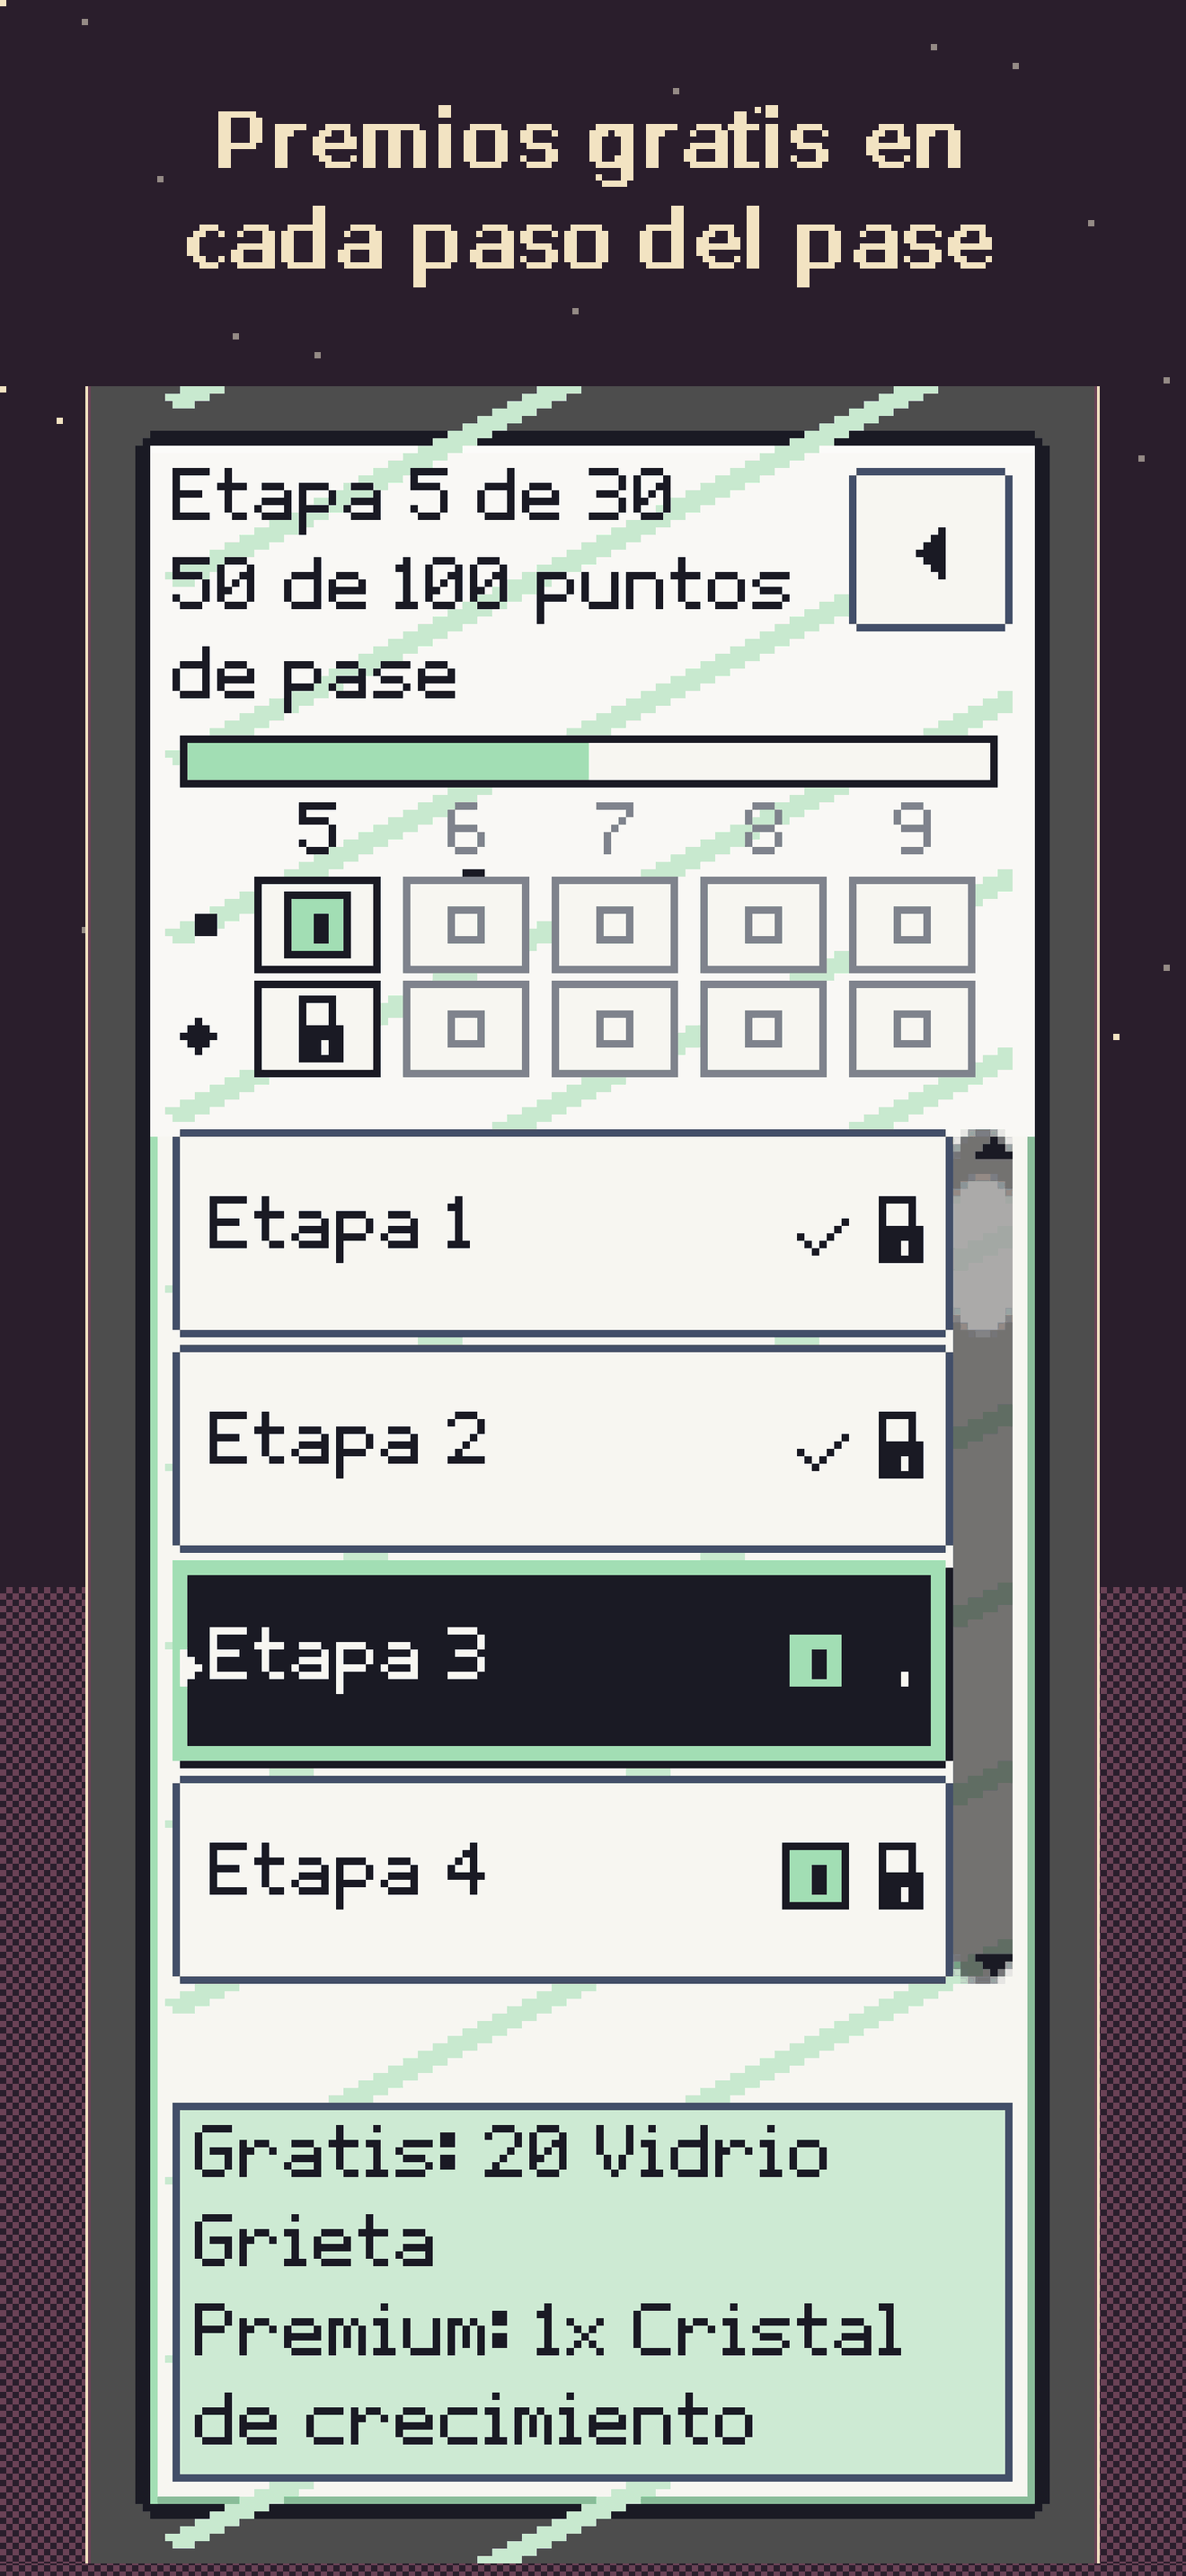 Premios gratis en
cada paso del pase
Etapa 5 de 30
50 de 100 puntos
de pase
5 6 7 8 9
Etapa 1
Etapa 2
Etapa 3
Etapa 4
Gratis: 20 Vidrio
Grieta
Premium: 1x Cristal
de crecimiento